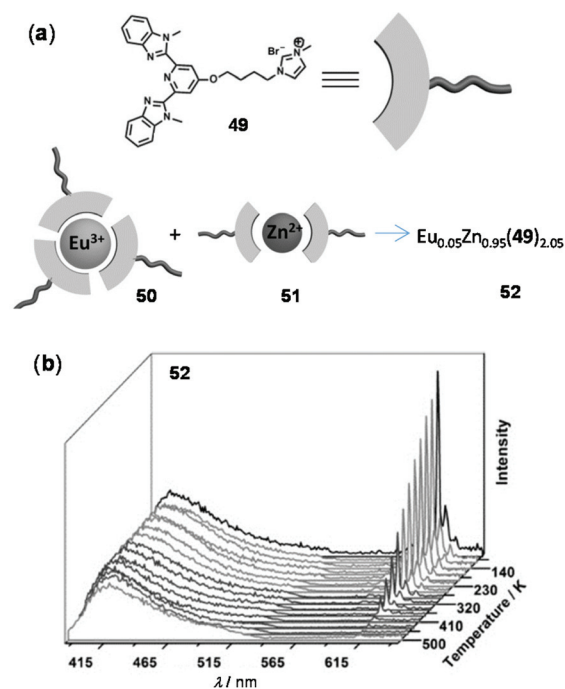 (a)
N
N
Br⁻
⊕
N
N
O
N
N
N
N
49
Eu³⁺
+
Zn²⁺
Eu₀.₀₅Zn₀.₉₅(49)₂.₀₅
50
51
52
(b)
52
Intensity
140
230
320
410
500
Temperature / K
415
465
515
565
615
λ / nm